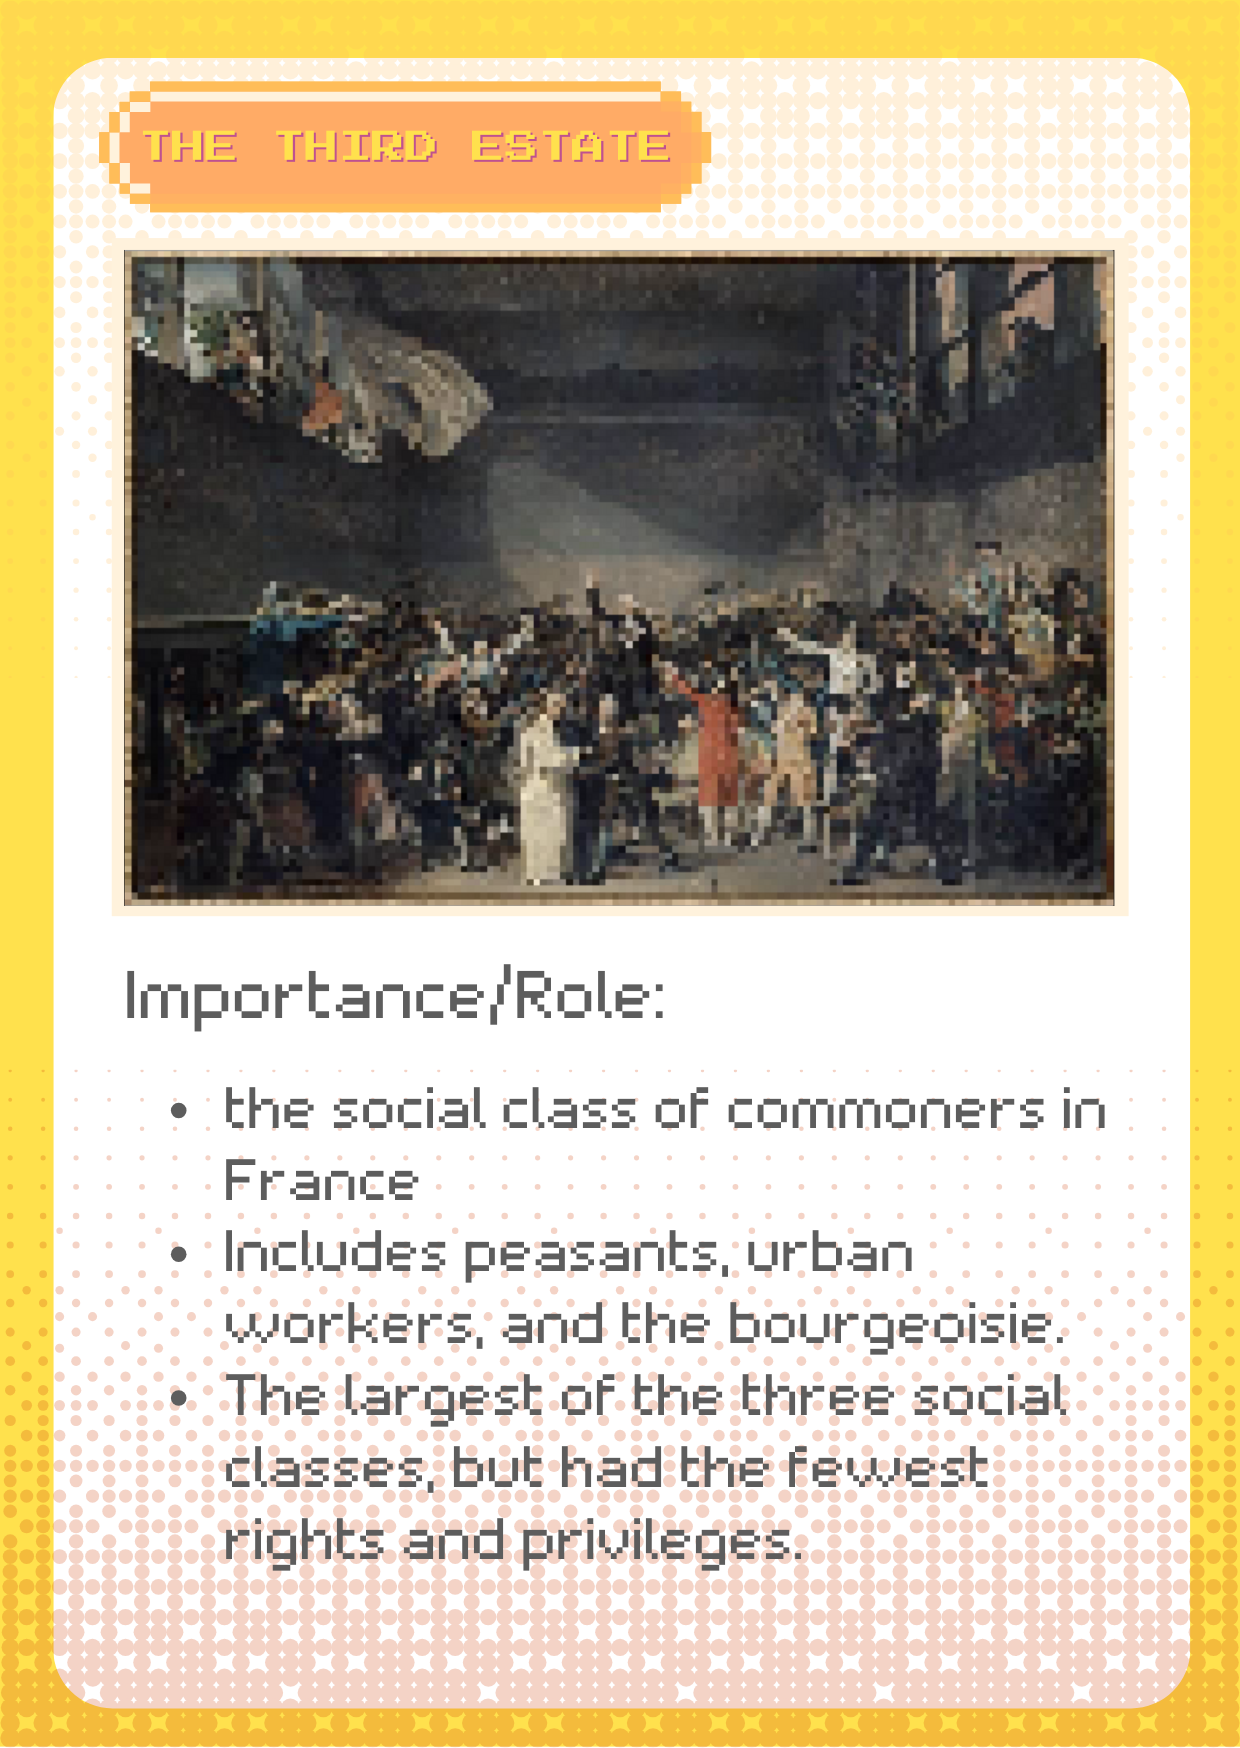 THE THIRD ESTATE
Importance/Role:
• the social class of commoners in
France
• Includes peasants, urban
workers, and the bourgeoisie.
• The largest of the three social
classes, but had the fewest
rights and privileges.